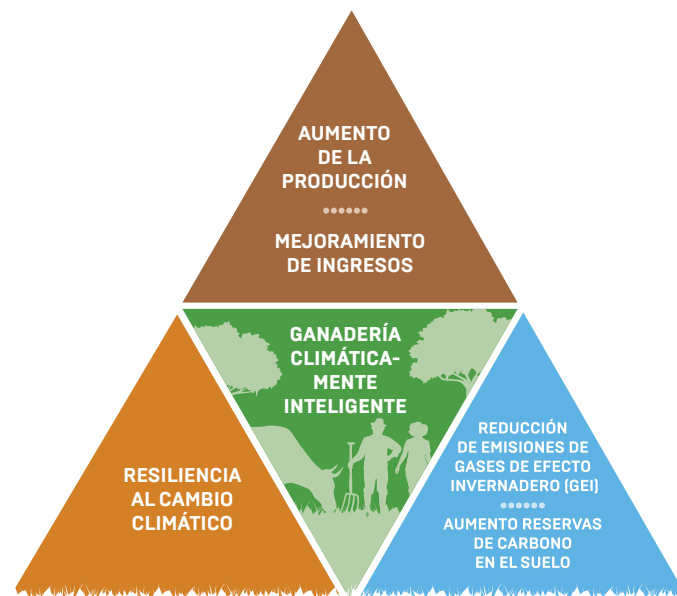 AUMENTO
DE LA
PRODUCCIÓN
MEJORAMIENTO
DE INGRESOS
GANADERÍA
CLIMÁTICA-
MENTE
INTELIGENTE
RESILIENCIA
AL CAMBIO
CLIMÁTICO
REDUCCIÓN
DE EMISIONES DE
GASES DE EFECTO
INVERNADERO (GEI)
AUMENTO RESERVAS
DE CARBONO
EN EL SUELO